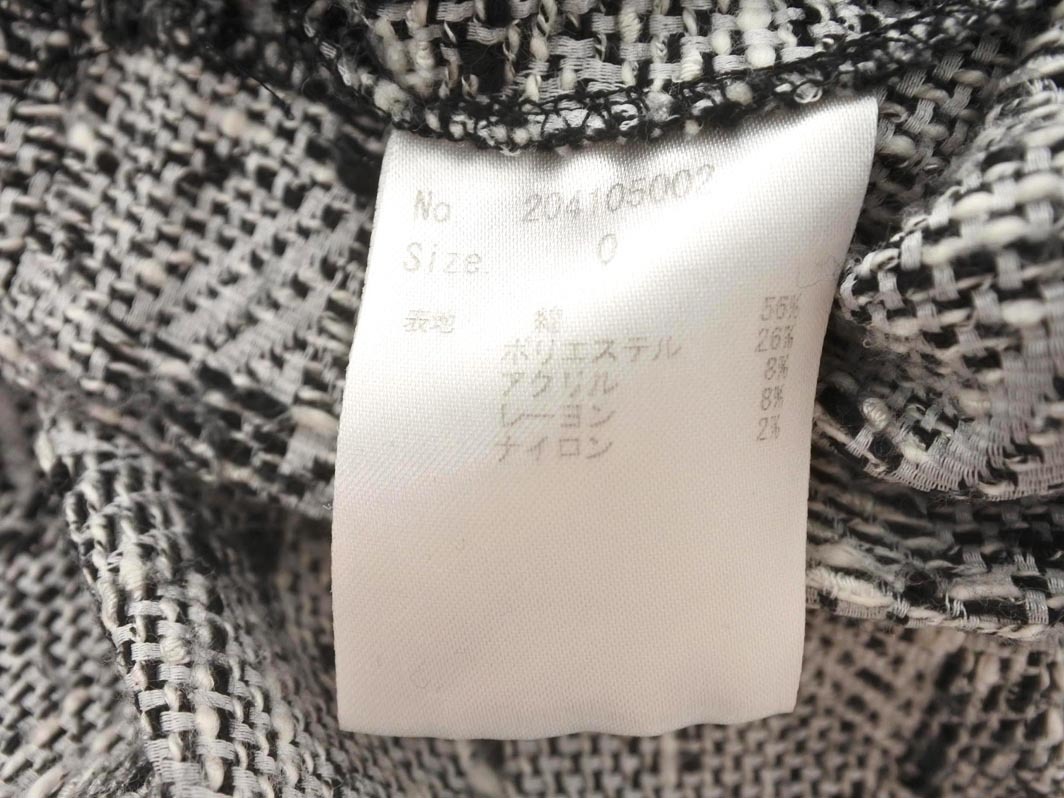 No 204105002
Size. 0
表地 綿 56%
ポリエステル 26%
アクリル 8%
レーヨン 8%
ナイロン 2%